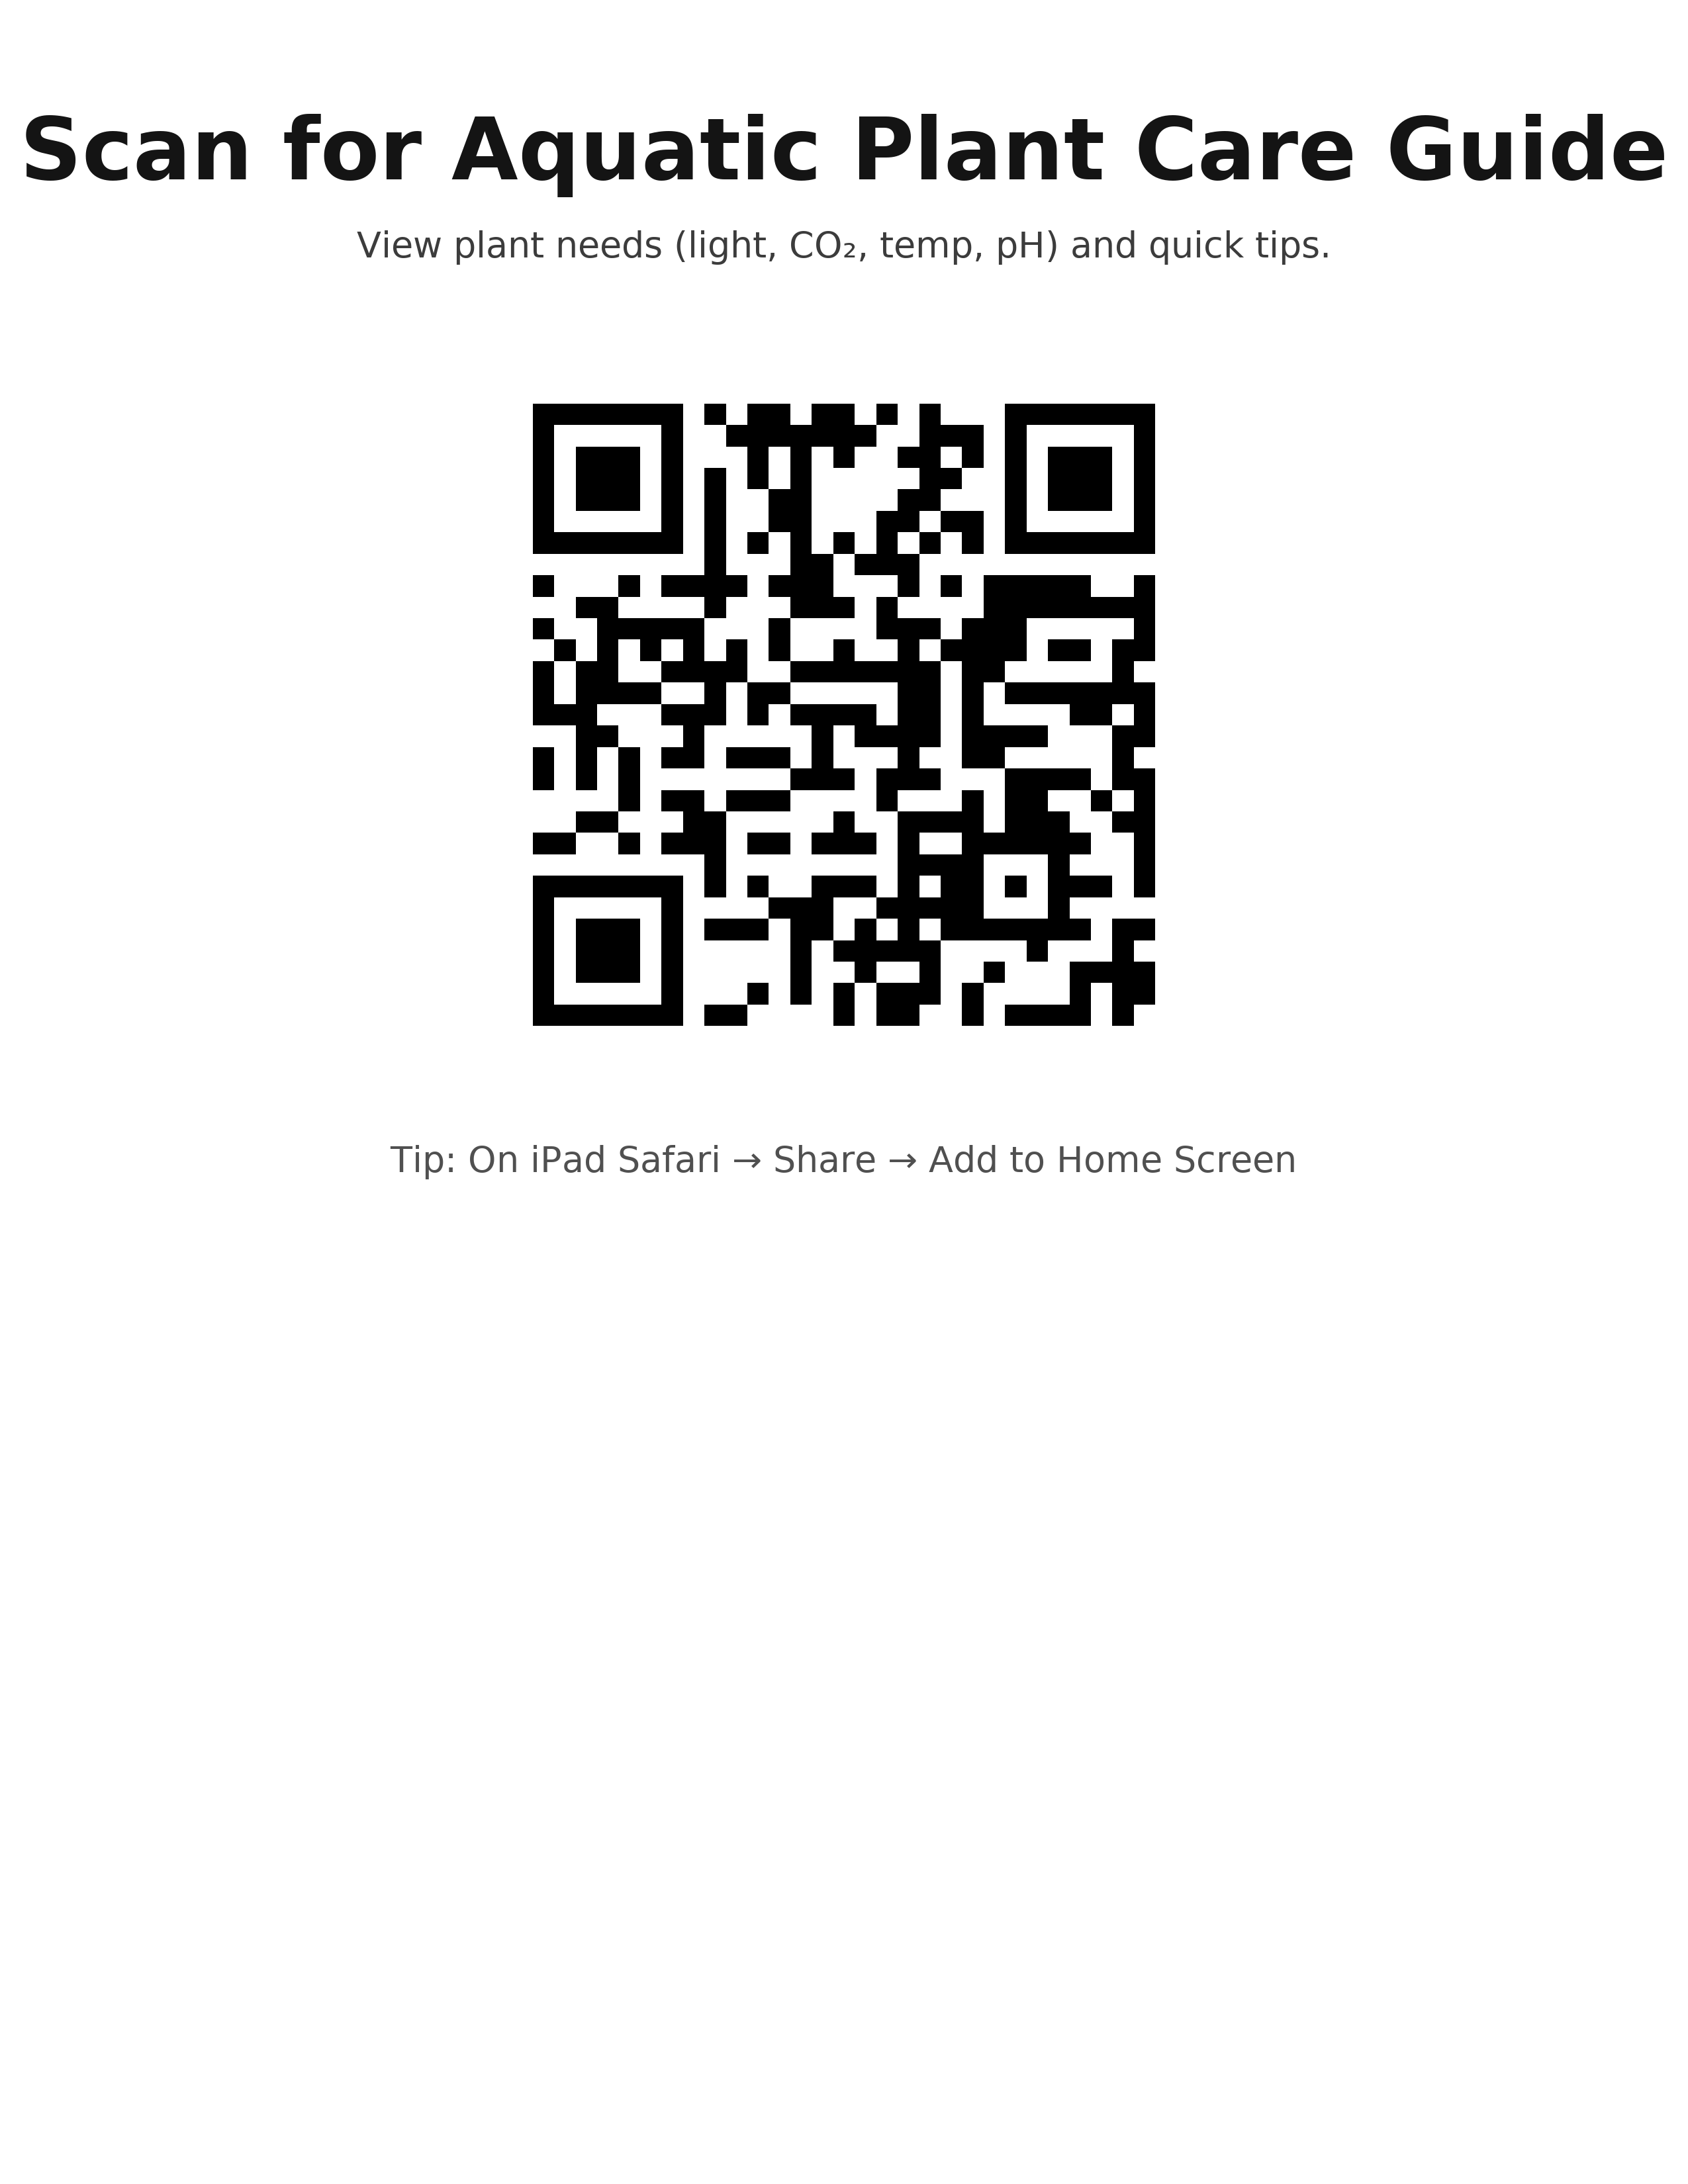 Scan for Aquatic Plant Care Guide
View plant needs (light, CO₂, temp, pH) and quick tips.
Tip: On iPad Safari → Share → Add to Home Screen